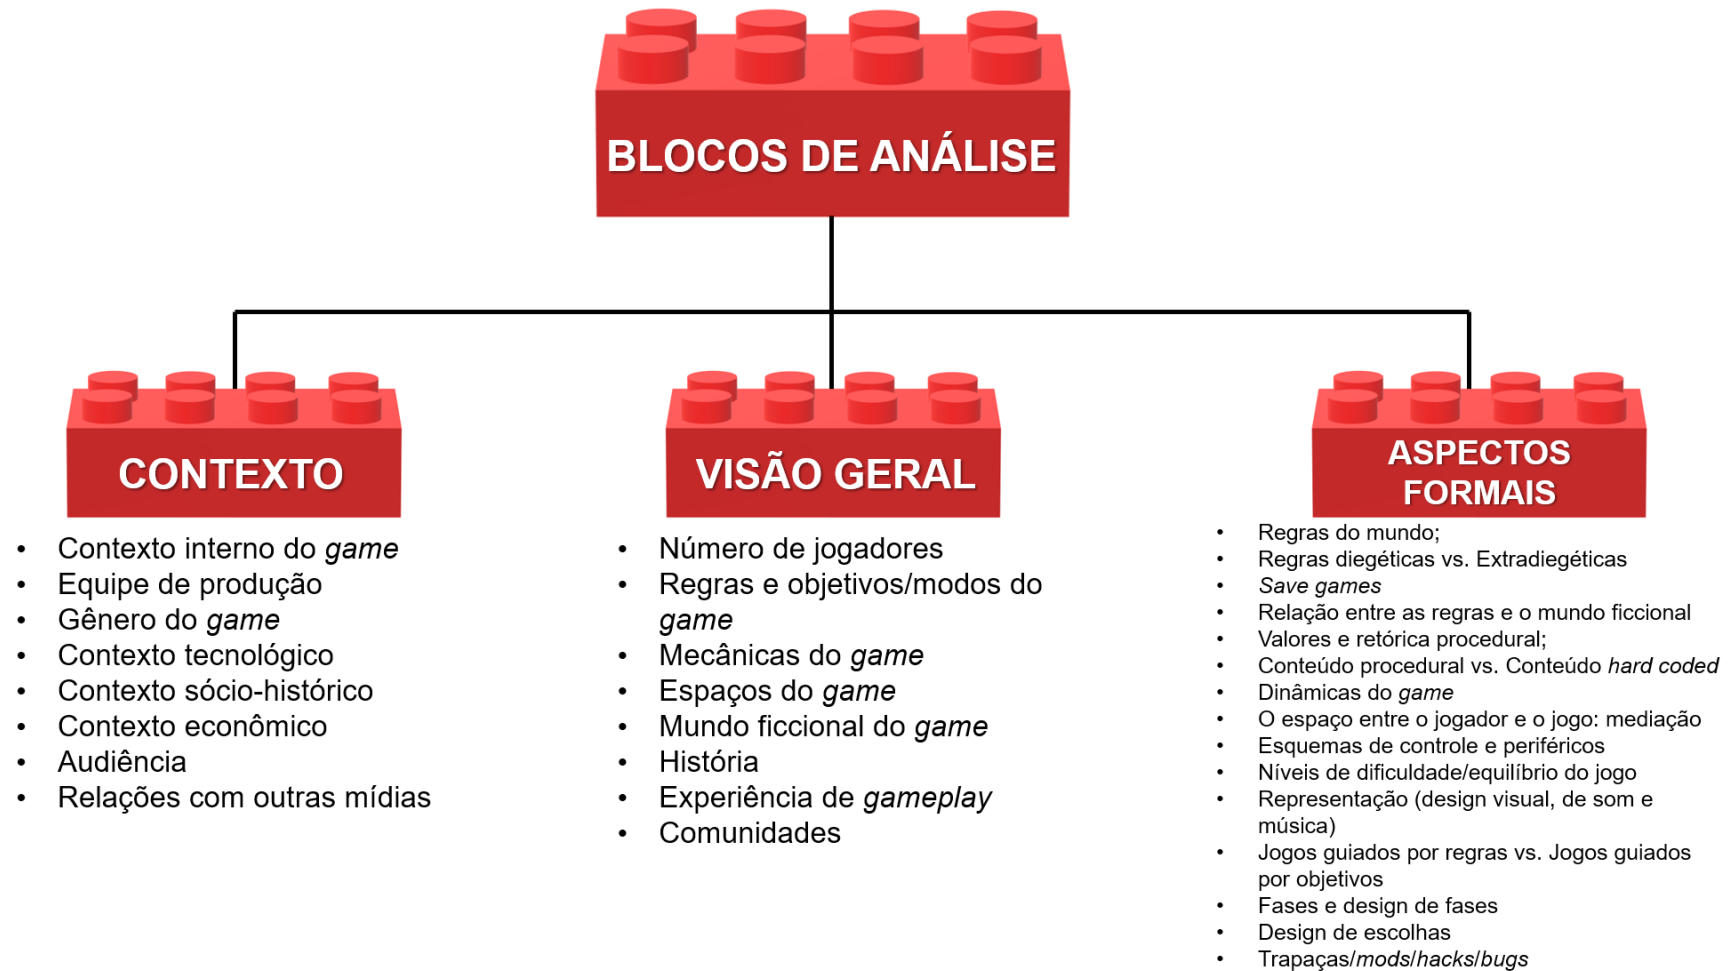 BLOCOS DE ANÁLISE
CONTEXTO
• Contexto interno do game
• Equipe de produção
• Gênero do game
• Contexto tecnológico
• Contexto sócio-histórico
• Contexto econômico
• Audiência
• Relações com outras mídias
VISÃO GERAL
• Número de jogadores
• Regras e objetivos/modos do
game
• Mecânicas do game
• Espaços do game
• Mundo ficcional do game
• História
• Experiência de gameplay
• Comunidades
ASPECTOS
FORMAIS
• Regras do mundo;
• Regras diegéticas vs. Extradiegéticas
• Save games
• Relação entre as regras e o mundo ficcional
• Valores e retórica procedural;
• Conteúdo procedural vs. Conteúdo hard coded
• Dinâmicas do game
• O espaço entre o jogador e o jogo: mediação
• Esquemas de controle e periféricos
• Níveis de dificuldade/equilíbrio do jogo
• Representação (design visual, de som e
música)
• Jogos guiados por regras vs. Jogos guiados
por objetivos
• Fases e design de fases
• Design de escolhas
• Trapaças/mods/hacks/bugs